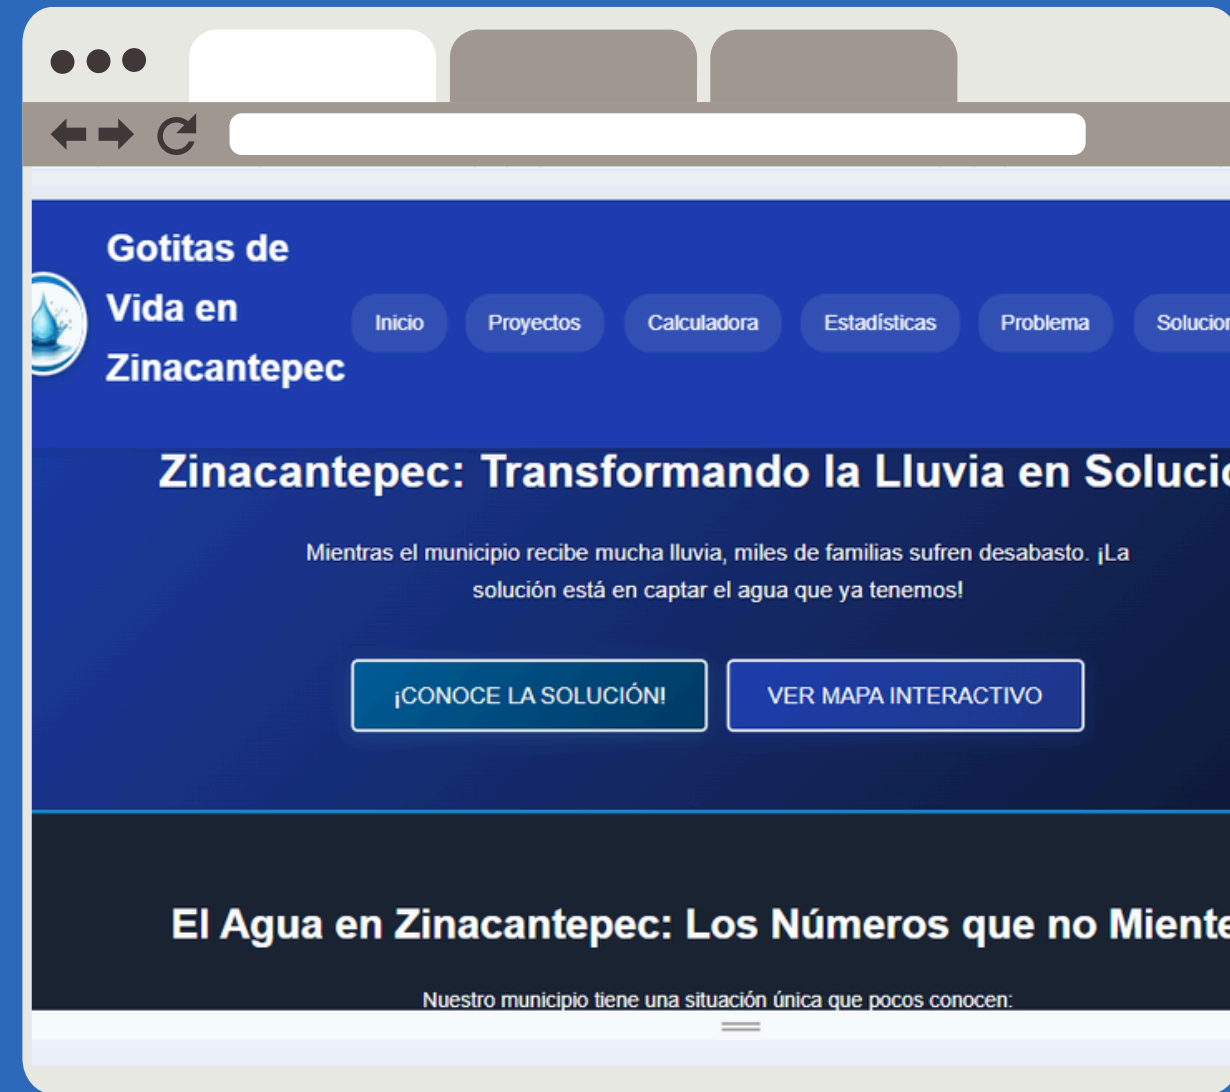 Gotitas de
Vida en
Zinacantepec
Inicio
Proyectos
Calculadora
Estadísticas
Problema
Solucion
Zinacantepec: Transformando la Lluvia en Solucio
Mientras el municipio recibe mucha lluvia, miles de familias sufren desabasto. ¡La
solución está en captar el agua que ya tenemos!
¡CONOCE LA SOLUCIÓN!
VER MAPA INTERACTIVO
El Agua en Zinacantepec: Los Números que no Miente
Nuestro municipio tiene una situación única que pocos conocen: